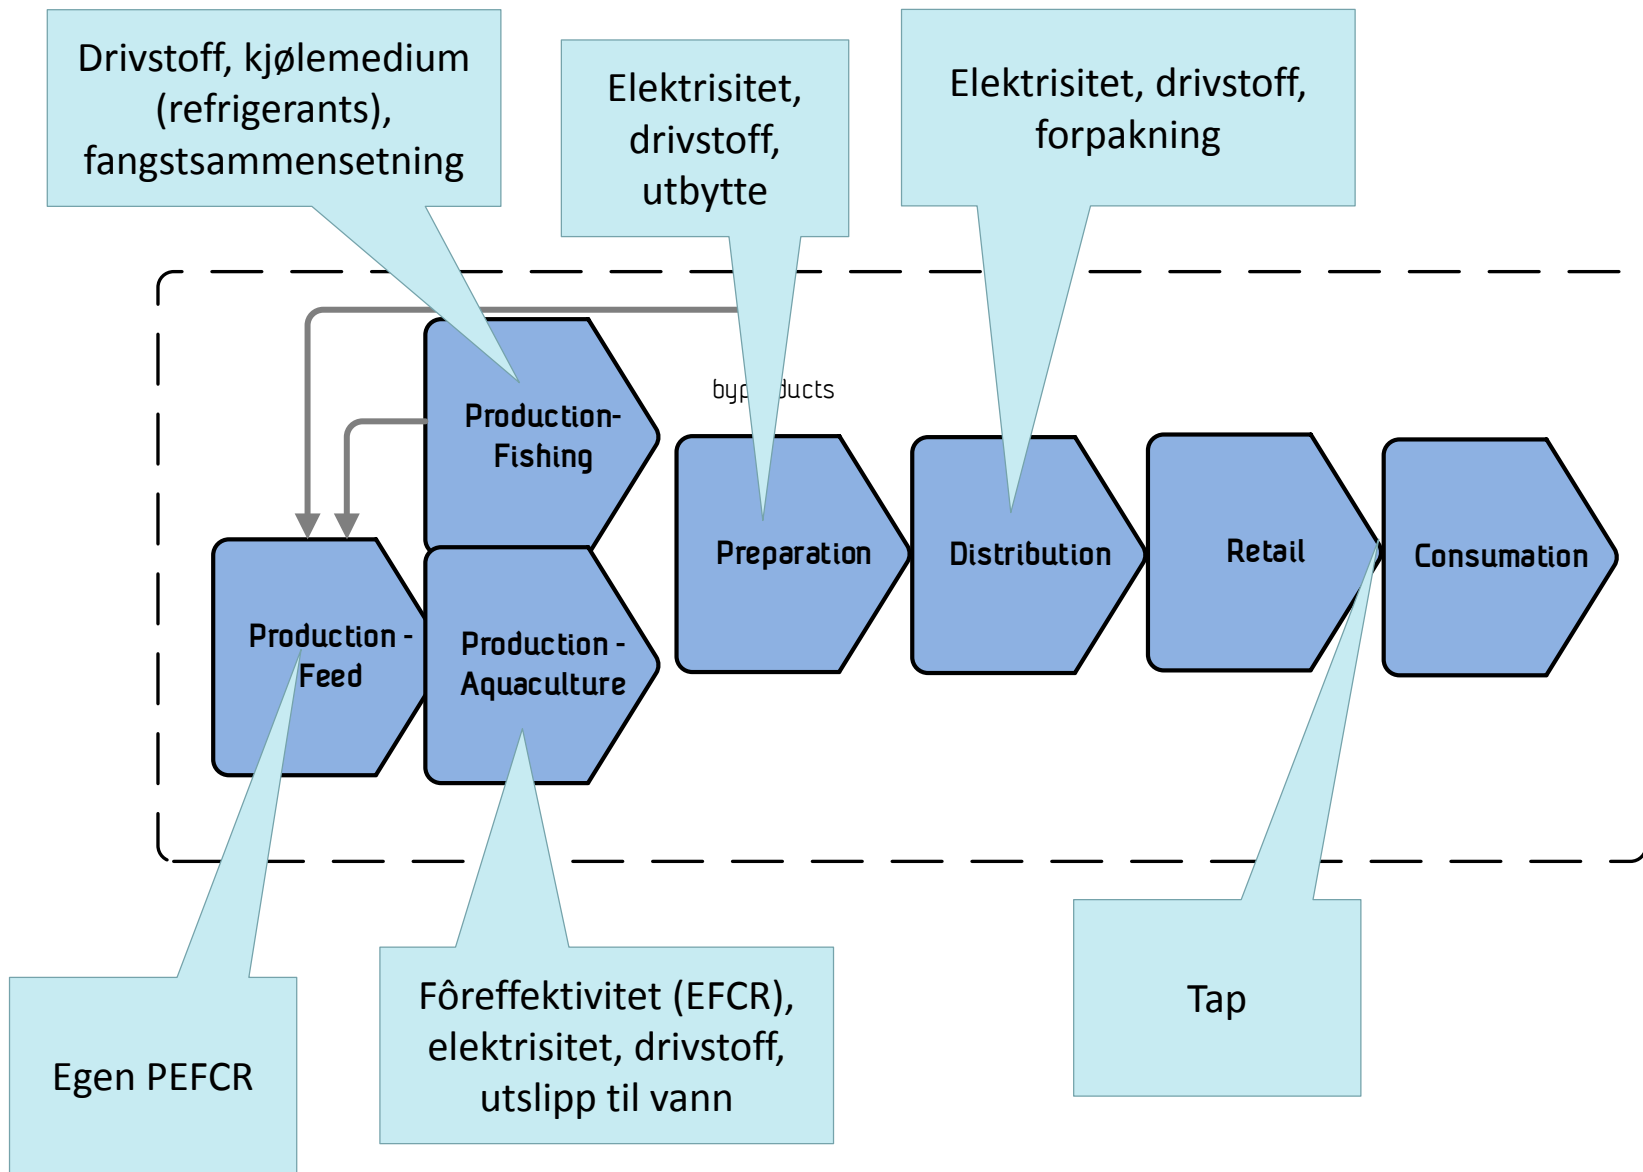 Drivstoff, kjølemedium
(refrigerants),
fangstsammensetning
Elektrisitet,
drivstoff,
utbytte
Elektrisitet, drivstoff,
forpakning
Production-
Fishing
Preparation
Distribution
Retail
Consumation
Production -
Feed
Production -
Aquaculture
Egen PEFCR
Fôreffektivitet (EFCR),
elektrisitet, drivstoff,
utslipp til vann
Tap